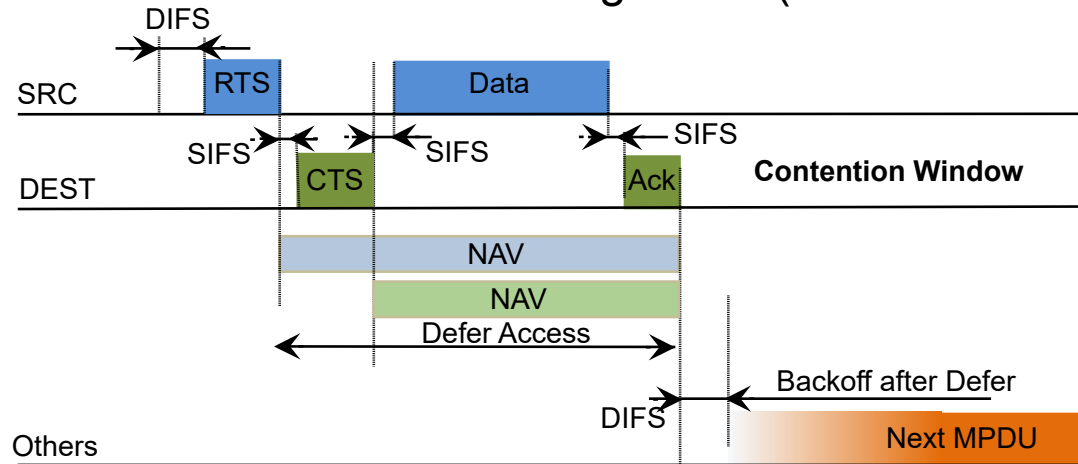 DIFS
RTS
Data
SRC
SIFS
SIFS
SIFS
CTS
Ack
Contention Window
DEST
NAV
NAV
Defer Access
Backoff after Defer
DIFS
Next MPDU
Others